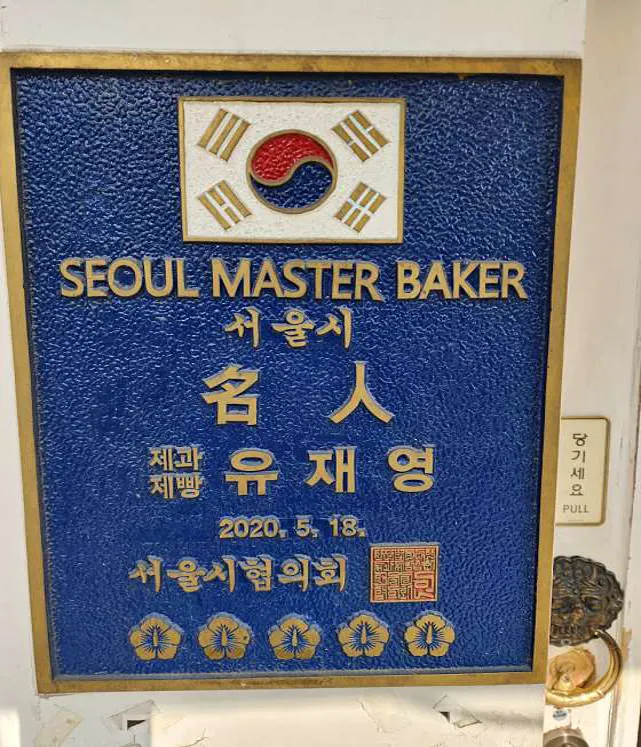 SEOUL MASTER BAKER
서울시
名人
제과
제빵
유재영
2020. 5. 18.
서울시협의회
당기세요
PULL